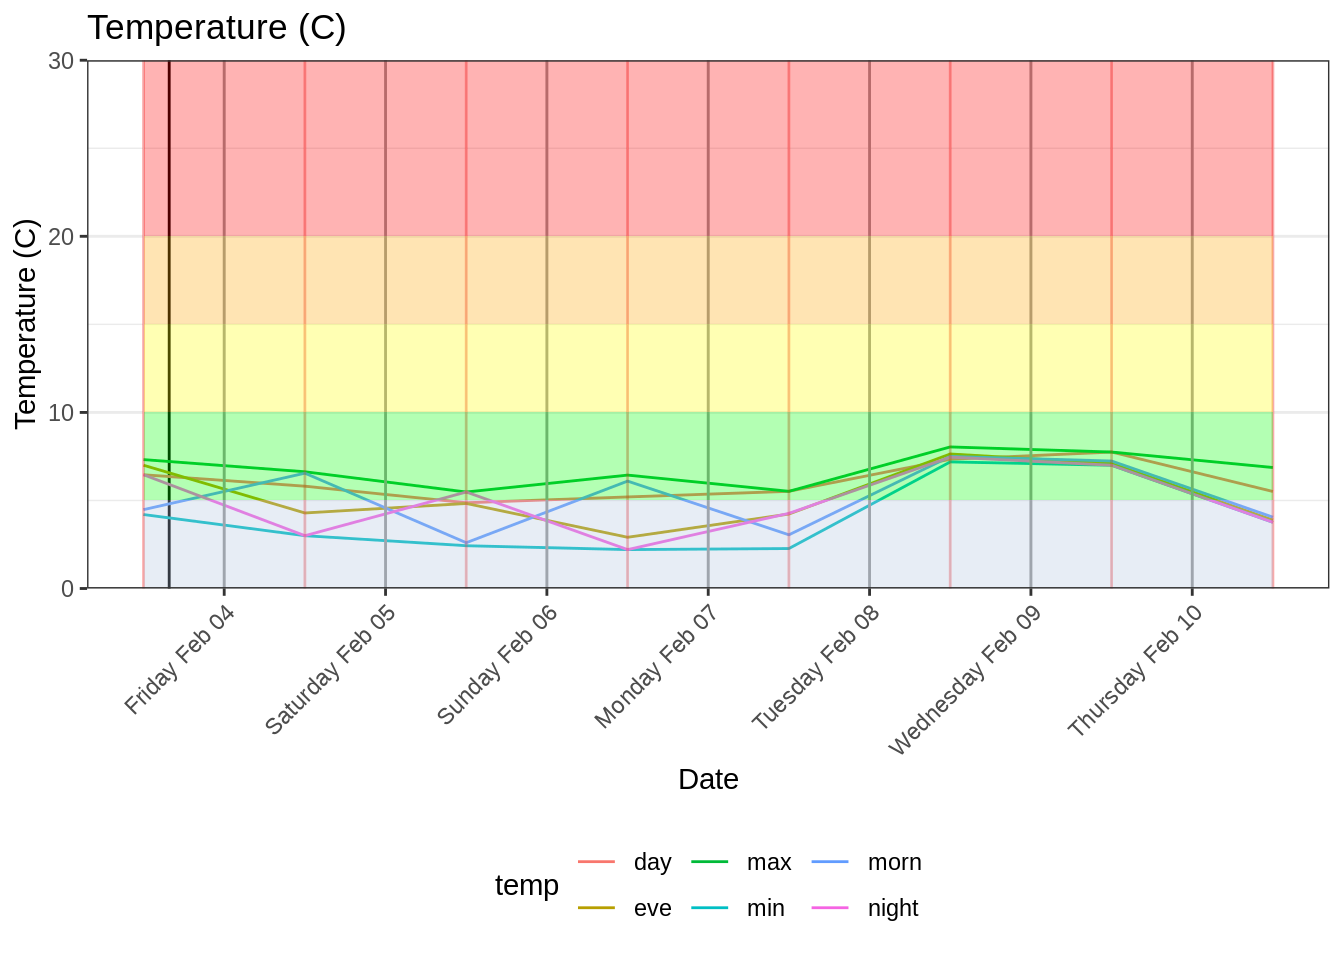 Temperature (C)
30
20
10
0
Temperature (C)
Friday Feb 04
Saturday Feb 05
Sunday Feb 06
Monday Feb 07
Tuesday Feb 08
Wednesday Feb 09
Thursday Feb 10
Date
temp
day max morn
eve min night